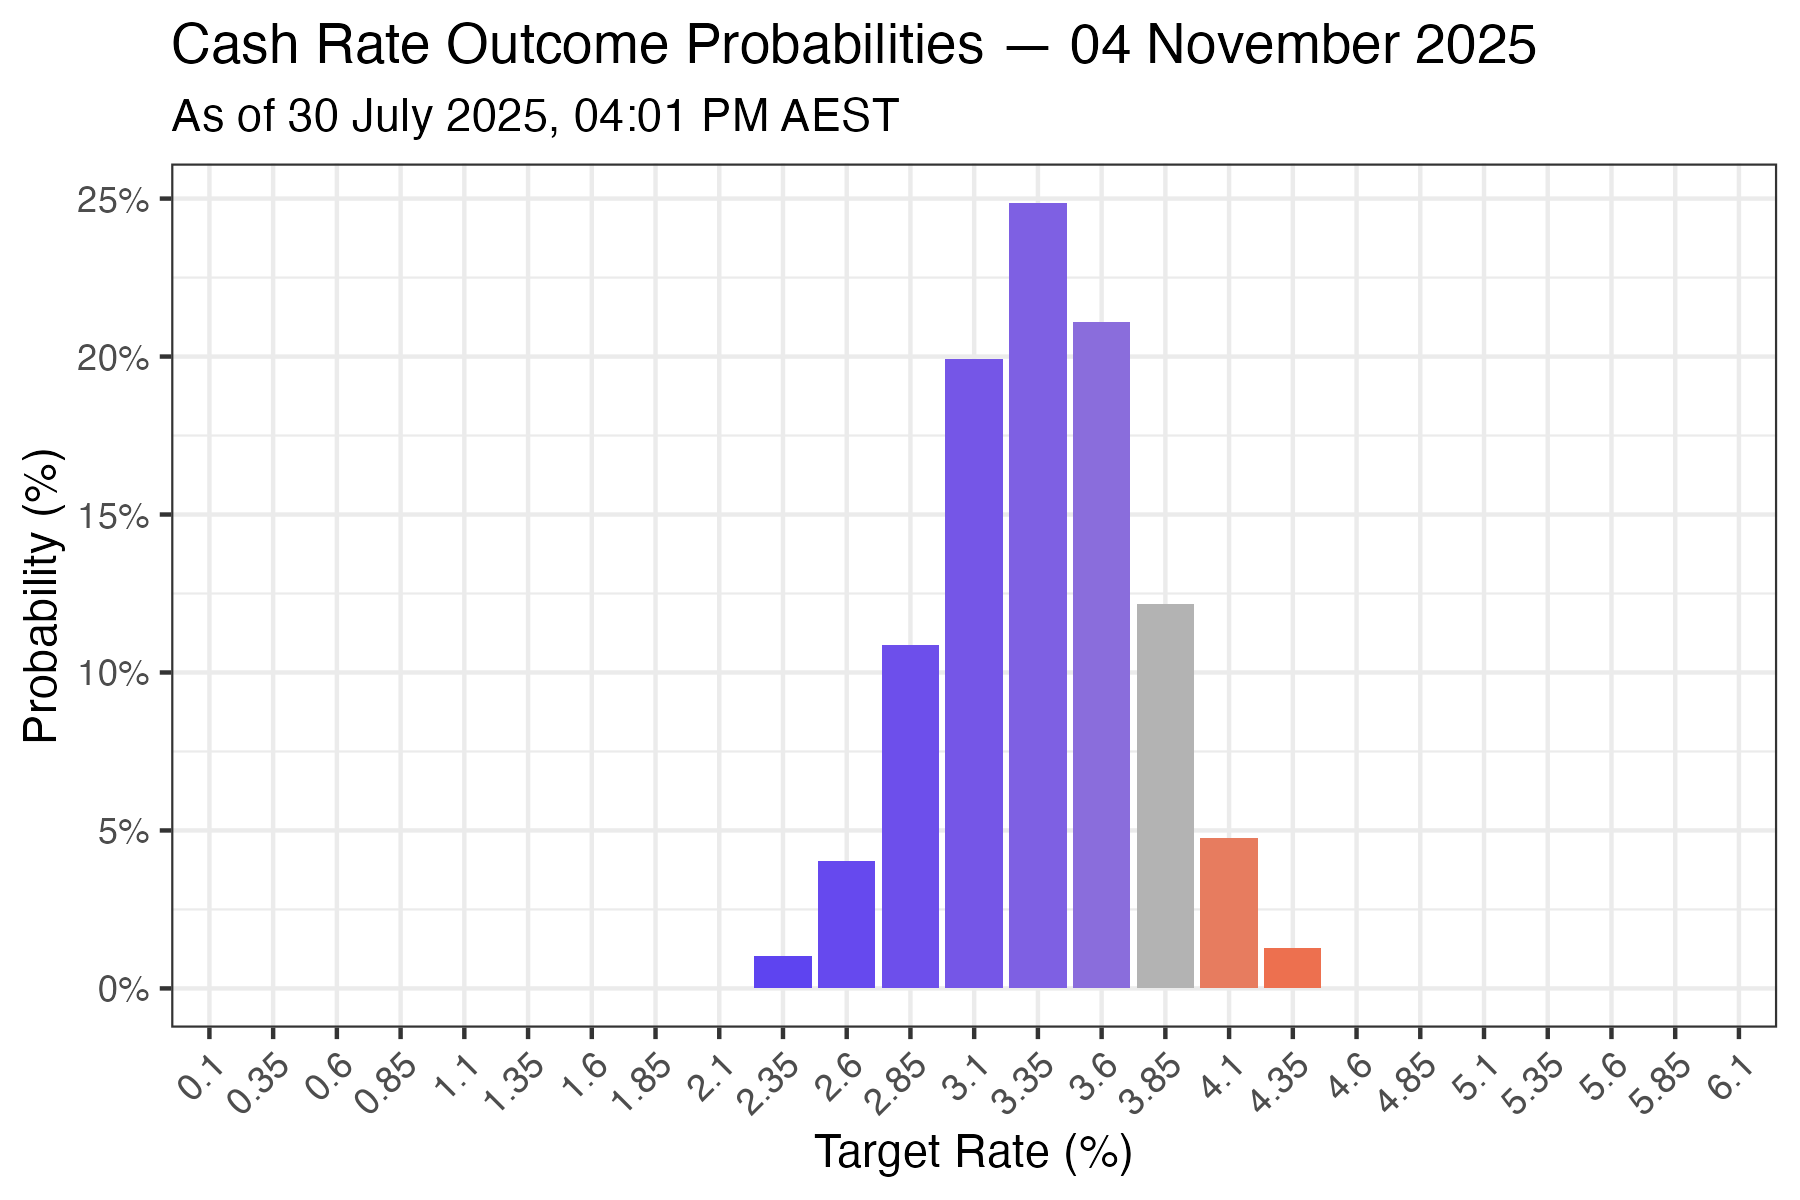 Cash Rate Outcome Probabilities — 04 November 2025
As of 30 July 2025, 04:01 PM AEST
Probability (%)
25%
20%
15%
10%
5%
0%
0.1 0.35 0.6 0.85 1.1 1.35 1.6 1.85 2.1 2.35 2.6 2.85 3.1 3.35 3.6 3.85 4.1 4.35 4.6 4.85 5.1 5.35 5.6 5.85 6.1
Target Rate (%)